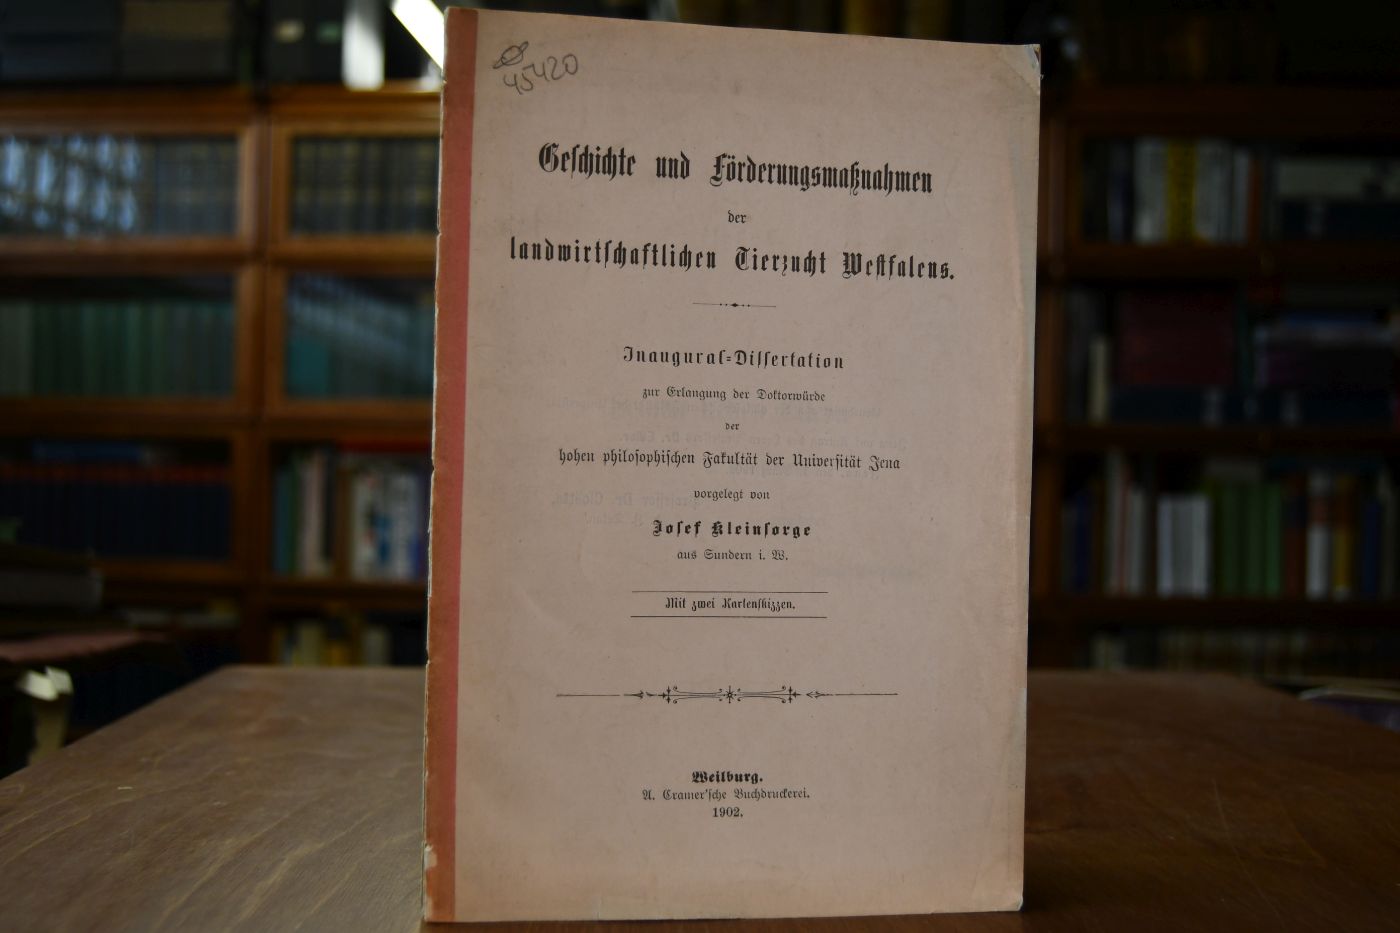 45420
Geschichte und Förderungsmaßnahmen
der
landwirtschaftlichen Tierzucht Westfalens.
Inaugural=Dissertation
zur Erlangung der Doktorwürde
der
hohen philosophischen Fakultät der Universität Jena
vorgelegt von
Josef Kleinsorge
aus Sundern i. W.
Mit zwei Kartenskizzen.
Weilburg.
A. Cramer'sche Buchdruckerei.
1902.